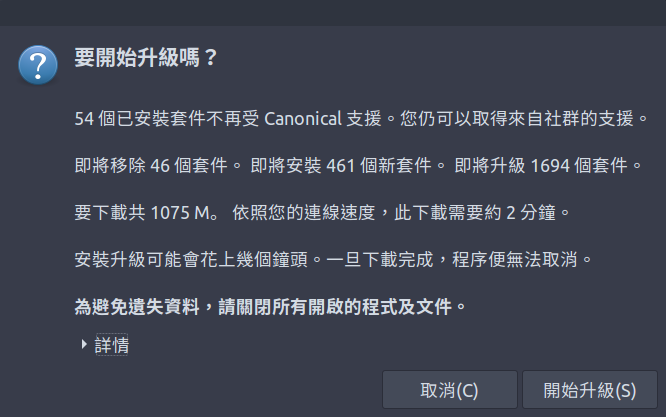 要開始升級嗎？
54 個已安裝套件不再受 Canonical 支援。您仍可以取得來自社群的支援。
即將移除 46 個套件。 即將安裝 461 個新套件。 即將升級 1694 個套件。
要下載共 1075 M。 依照您的連線速度，此下載需要約 2 分鐘。
安裝升級可能會花上幾個鐘頭。一旦下載完成，程序便無法取消。
為避免遺失資料，請關閉所有開啟的程式及文件。
詳情
取消(C) 開始升級(S)